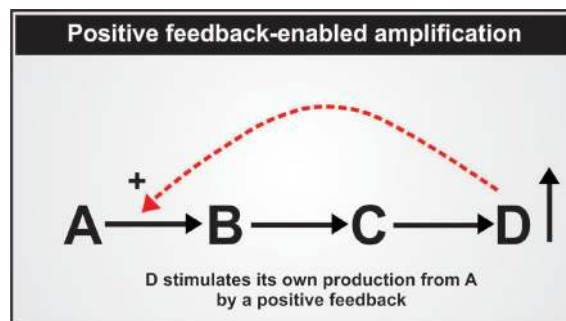 Positive feedback-enabled amplification
+
A B C D
D stimulates its own production from A
by a positive feedback